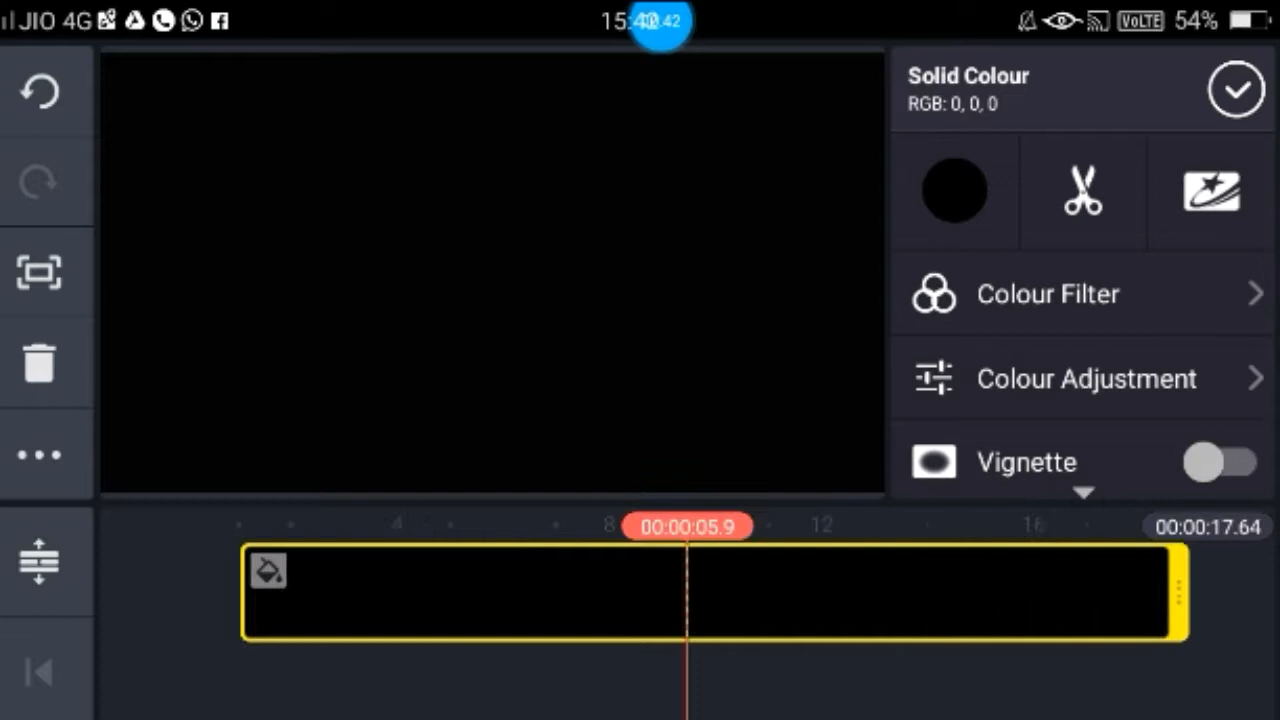 JIO 4G
15:4
:42
VoLTE
54%
Solid Colour
RGB: 0, 0, 0
Colour Filter
Colour Adjustment
Vignette
4
8
00:00:05.9
12
16
00:00:17.64